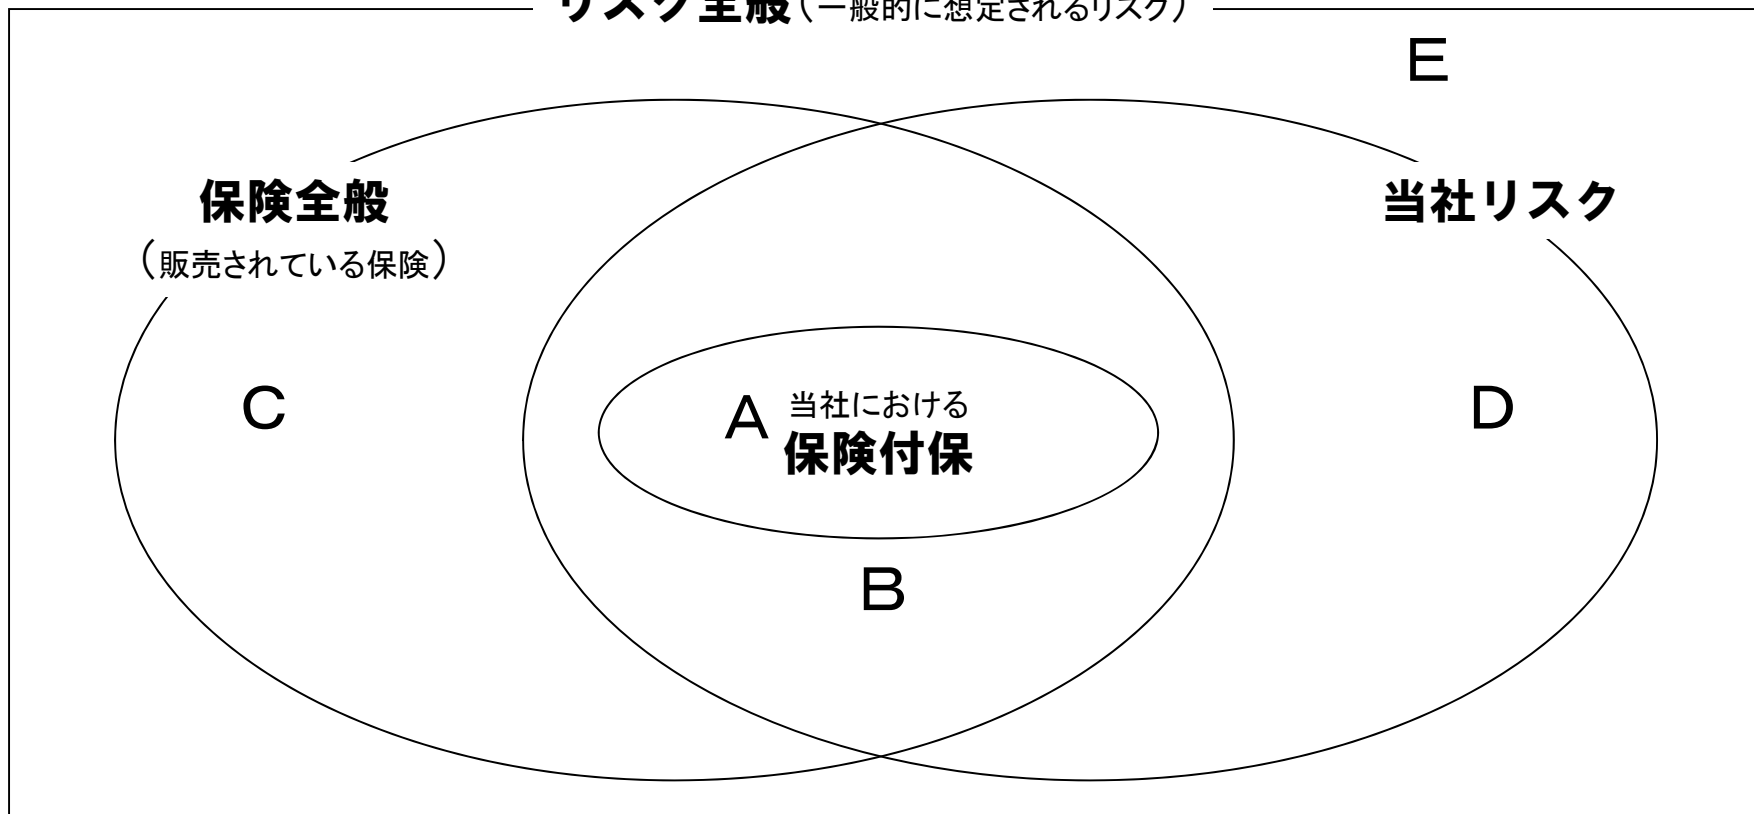 リスク全般（一般的に想定されるリスク）
E
保険全般
（販売されている保険）
当社リスク
C
A 当社における
保険付保
D
B